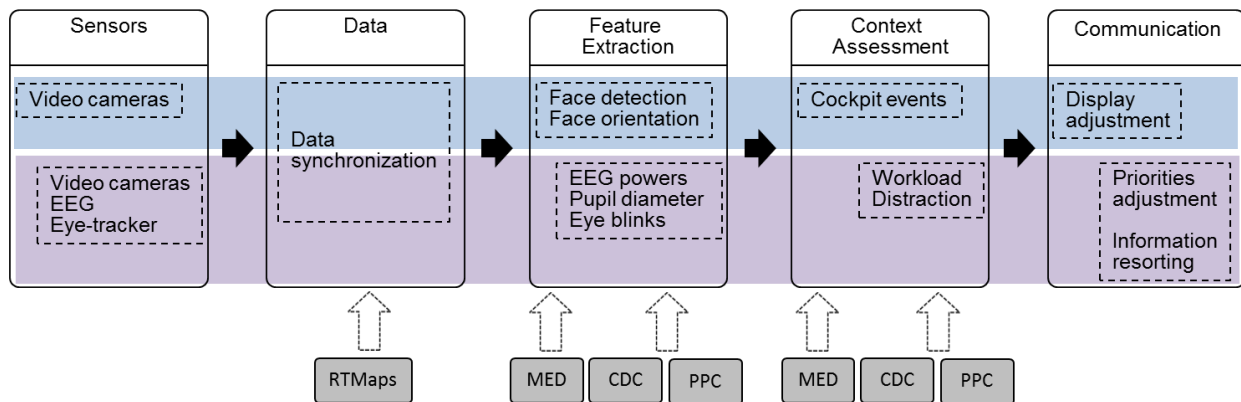 Sensors
Data
Feature
Extraction
Context
Assessment
Communication
Video cameras
Data
synchronization
Face detection
Face orientation
Cockpit events
Display
adjustment
Video cameras
EEG
Eye-tracker
EEG powers
Pupil diameter
Eye blinks
Workload
Distraction
Priorities
adjustment
Information
resorting
RTMaps
MED
CDC
PPC
MED
CDC
PPC